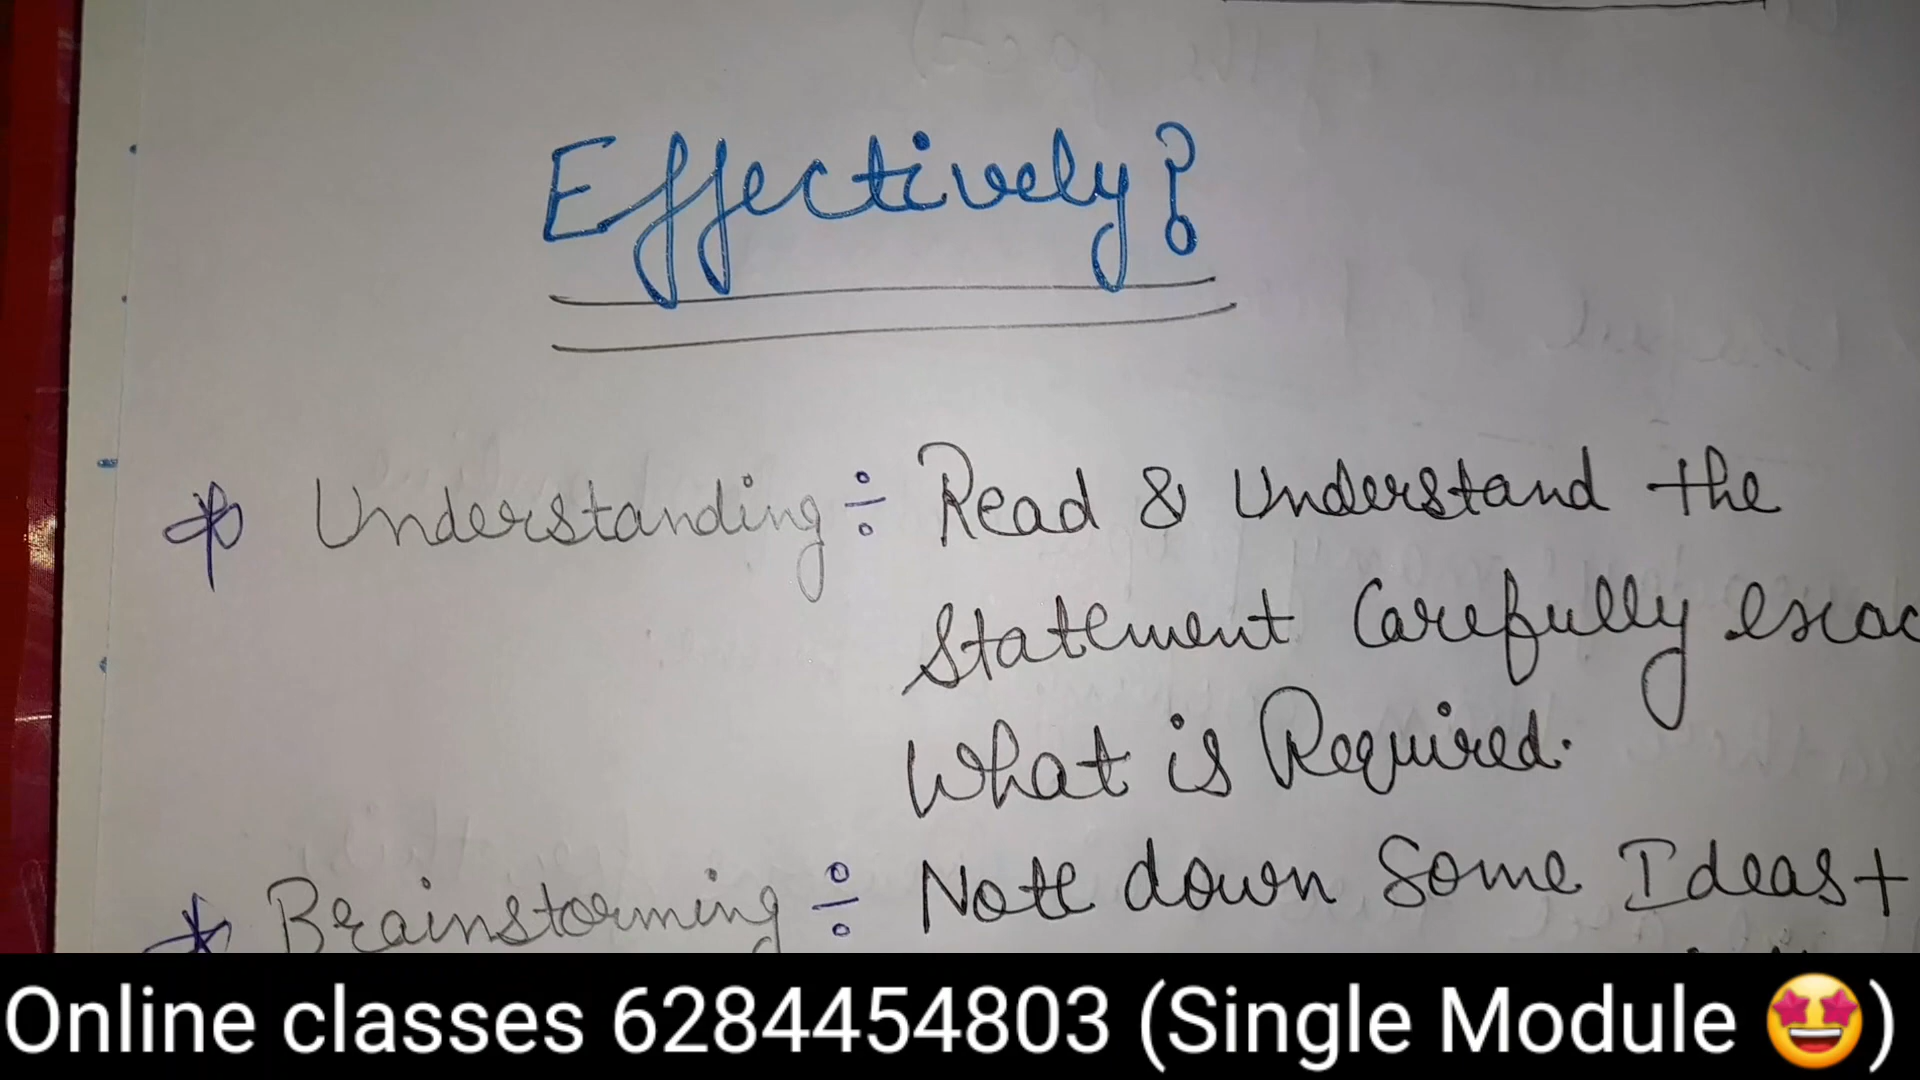 Effectively?
* Understanding ÷ Read & Understand the
Statement Carefully exac
What is Required.
* Brainstorming ÷ Note down Some Ideas +
Online classes 6284454803 (Single Module 🤩)